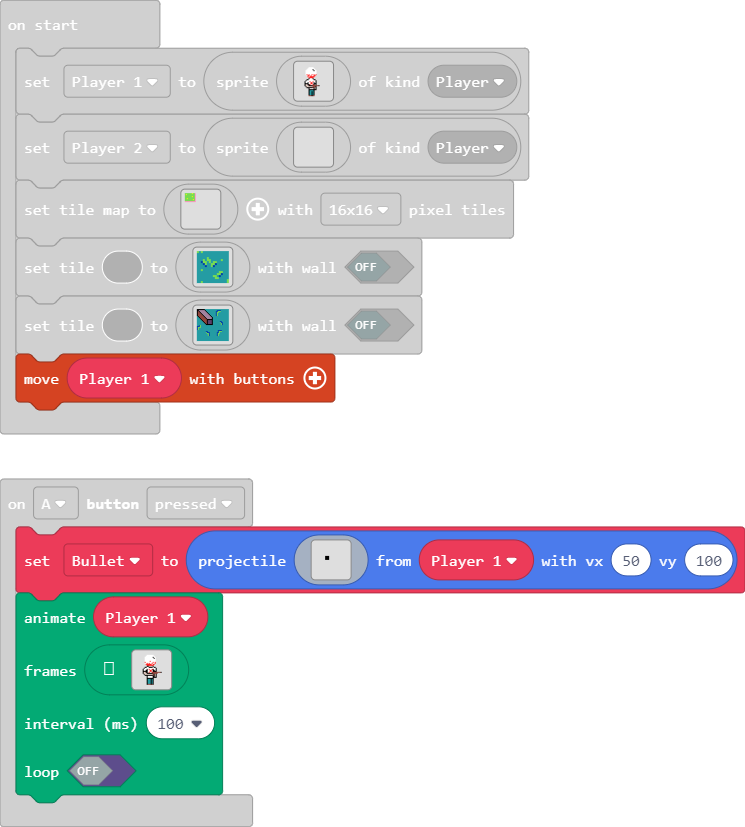 on start
set Player 1 to sprite of kind Player
set Player 2 to sprite of kind Player
set tile map to with 16x16 pixel tiles
set tile to with wall OFF
set tile to with wall OFF
move Player 1 with buttons
on A button pressed
set Bullet to projectile from Player 1 with vx 50 vy 100
animate Player 1
frames
interval (ms) 100
loop OFF